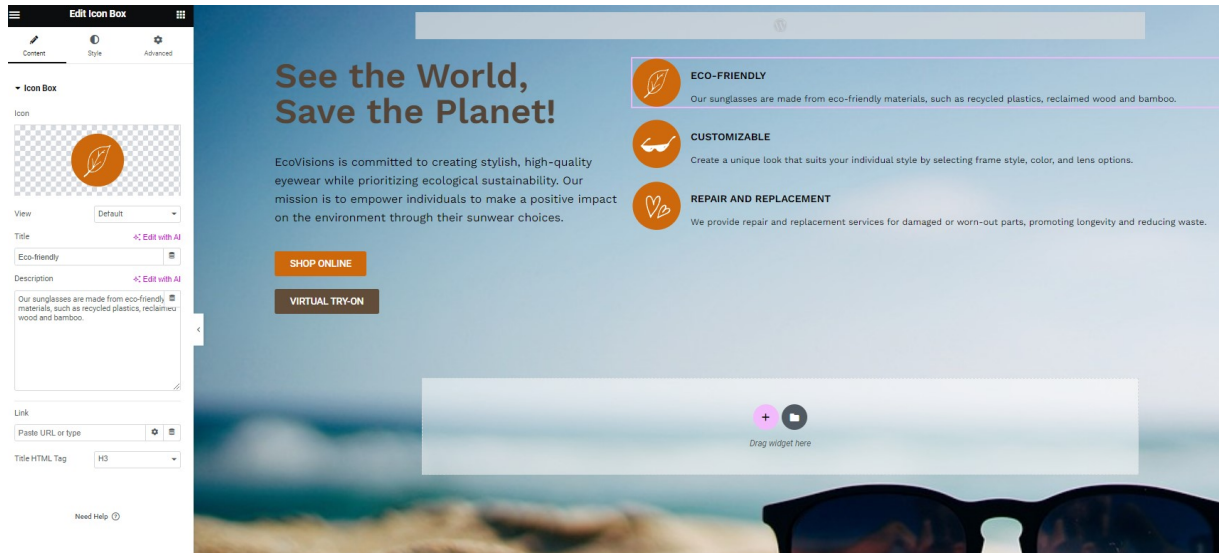 Edit Icon Box
Content
Style
Advanced
Icon Box
Icon
View
Default
Title
Edit with AI
Eco-friendly
Description
Edit with AI
Our sunglasses are made from eco-friendly
materials, such as recycled plastics, reclaimed
wood and bamboo.
Link
Paste URL or type
Title HTML Tag
H3
Need Help ?
See the World,
Save the Planet!
EcoVisions is committed to creating stylish, high-quality
eyewear while prioritizing ecological sustainability. Our
mission is to empower individuals to make a positive impact
on the environment through their sunwear choices.
SHOP ONLINE
VIRTUAL TRY-ON
ECO-FRIENDLY
Our sunglasses are made from eco-friendly materials, such as recycled plastics, reclaimed wood and bamboo.
CUSTOMIZABLE
Create a unique look that suits your individual style by selecting frame style, color, and lens options.
REPAIR AND REPLACEMENT
We provide repair and replacement services for damaged or worn-out parts, promoting longevity and reducing waste.
Drag widget here